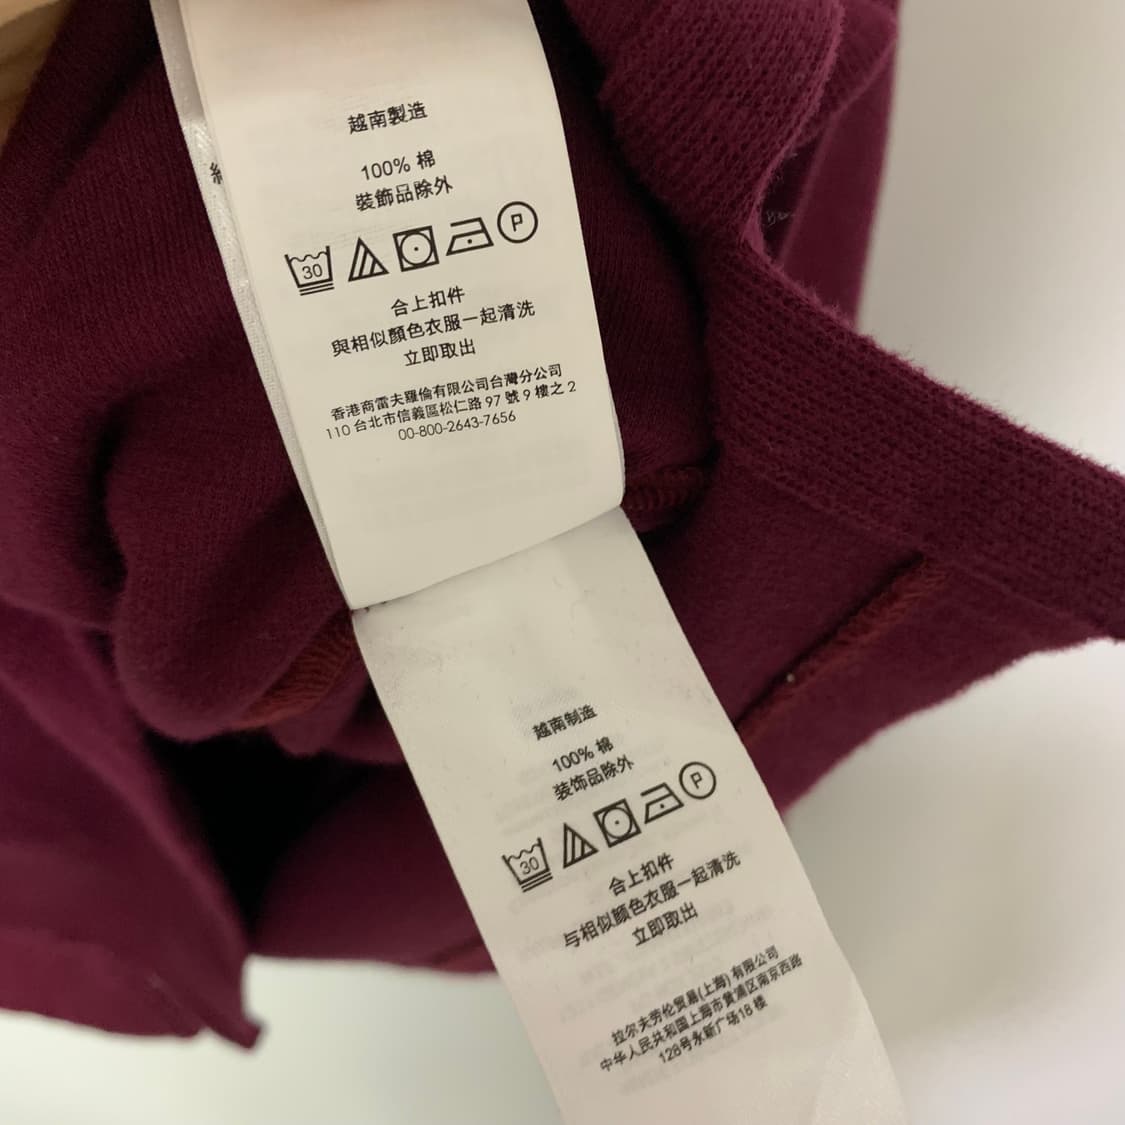 越南製造
100% 棉
裝飾品除外
30
P
合上扣件
與相似顏色衣服一起清洗
立即取出
香港商雷夫羅倫有限公司台灣分公司
110 台北市信義區松仁路 97 號 9 樓之 2
00-800-2643-7656
越南制造
100% 棉
装饰品除外
30
P
合上扣件
与相似颜色衣服一起清洗
立即取出
拉尔夫劳伦贸易(上海) 有限公司
中华人民共和国上海市黄浦区南京西路
128号永新广场18 楼